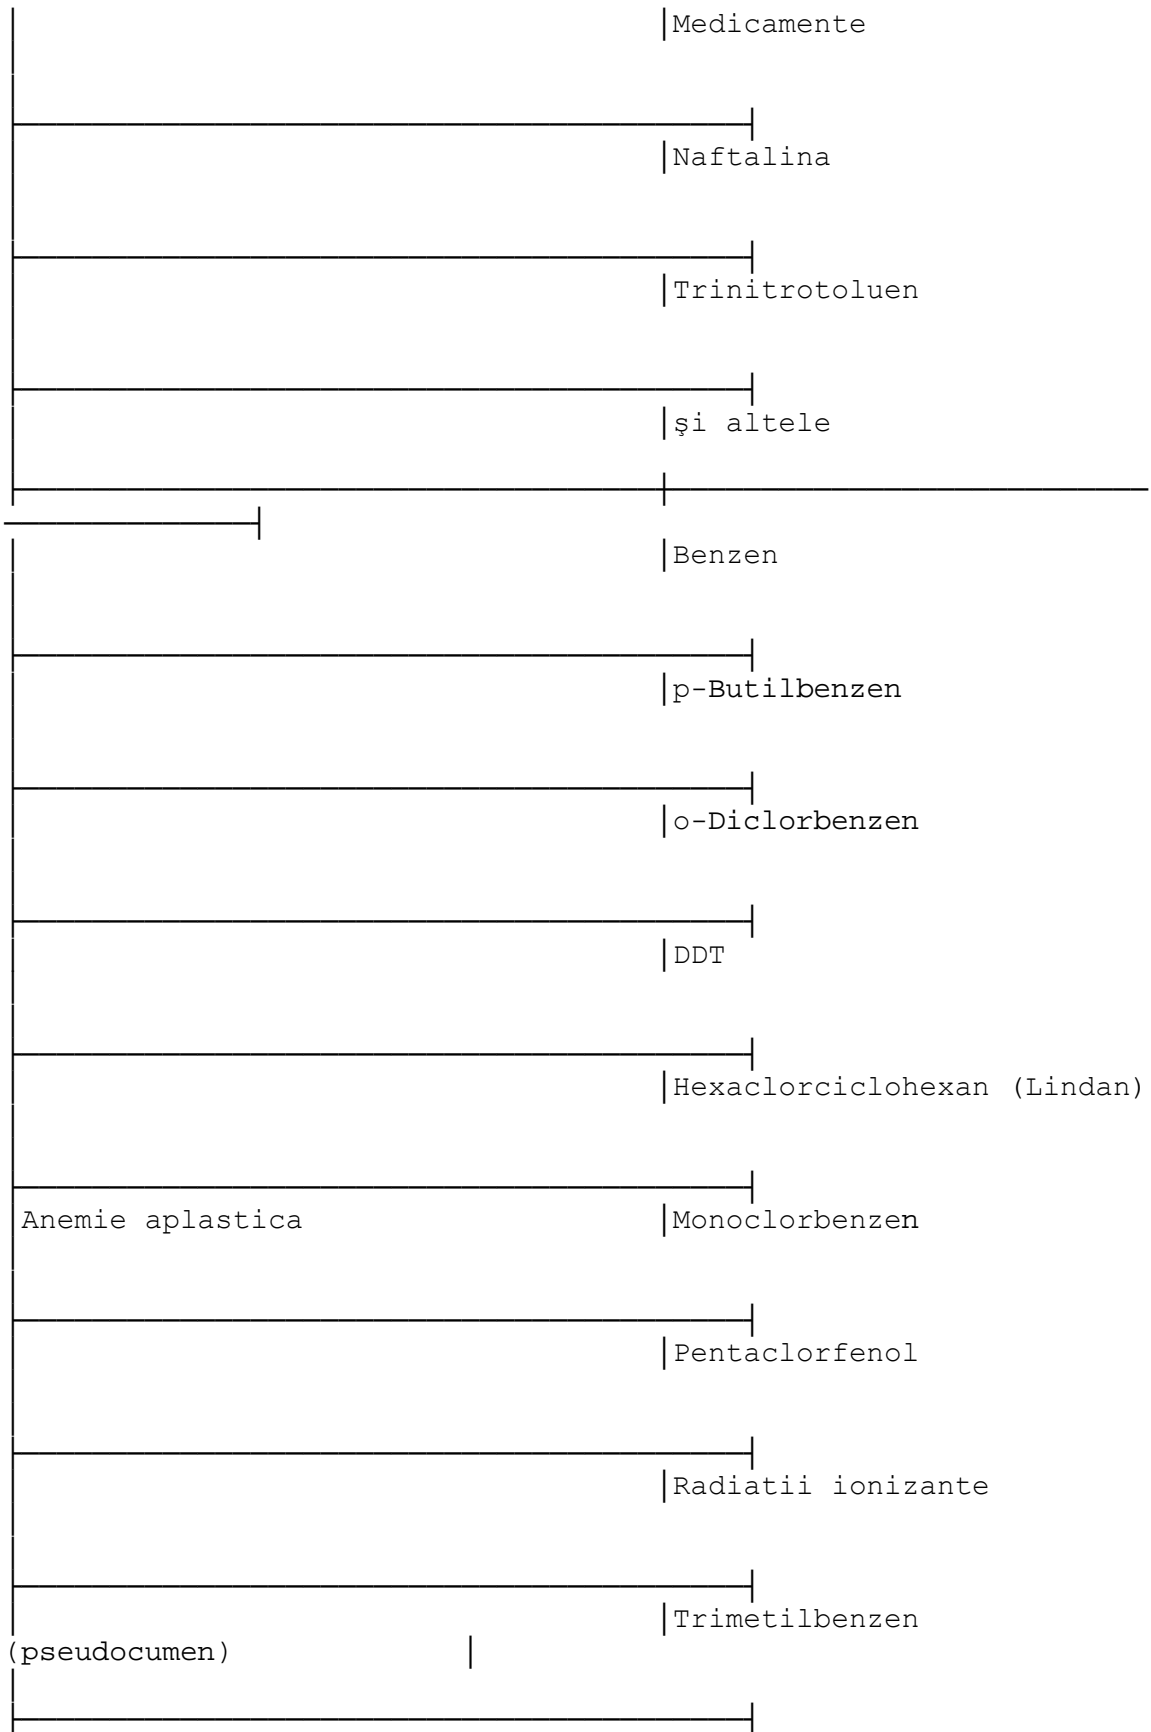 Medicamente
Naftalina
Trinitrotoluen
şi altele
Benzen
p-Butilbenzen
o-Diclorbenzen
DDT
Hexaclorciclohexan (Lindan)
Anemie aplastica Monoclorbenzen
Pentaclorfenol
Radiatii ionizante
Trimetilbenzen
(pseudocumen)